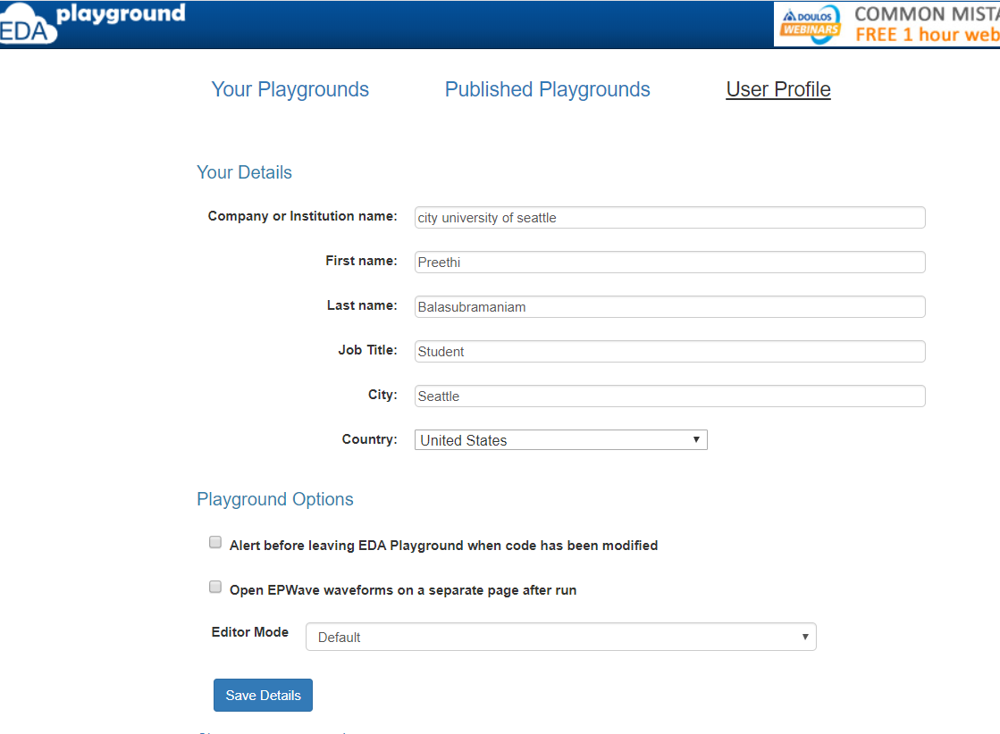 EDA playground
DOULOS
WEBINARS
COMMON
FREE 1 hour
Your Playgrounds Published Playgrounds User Profile
Your Details
Company or Institution name: city university of seattle
First name: Preethi
Last name: Balasubramaniam
Job Title: Student
City: Seattle
Country: United States
Playground Options
Alert before leaving EDA Playground when code has been modified
Open EPWave waveforms on a separate page after run
Editor Mode Default
Save Details